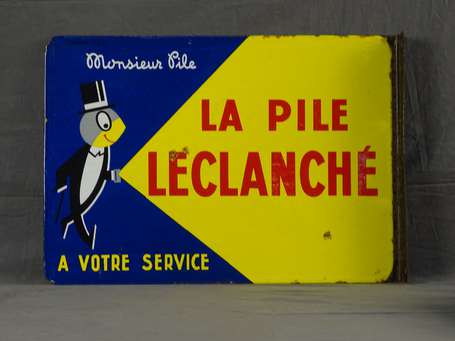 Monsieur Pile
LA PILE
LECLANCHÉ
A VOTRE SERVICE